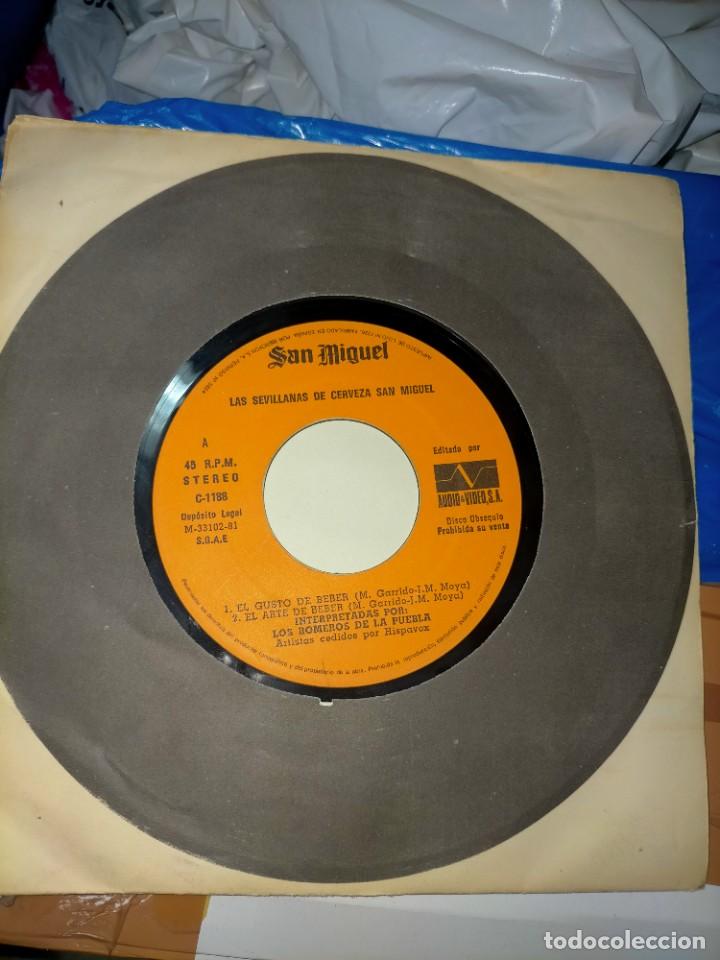 San Miguel
LAS SEVILLANAS DE CERVEZA SAN MIGUEL
A
45 R.P.M.
STEREO
C-1188
Depósito Legal
M-33102-81
S.G.A.E
Editado por
AUDIO & VIDEO, S.A.
Disco Obsequio
Prohibida su venta
1. EL GUSTO DE BEBER (M. Garrido-J.M. Moya)
2. EL ARTE DE BEBER (M. Garrido-J.M. Moya)
INTERPRETADAS POR:
LOS ROMEROS DE LA PUEBLA
Artistas cedidos por Hispavox
todocoleccion